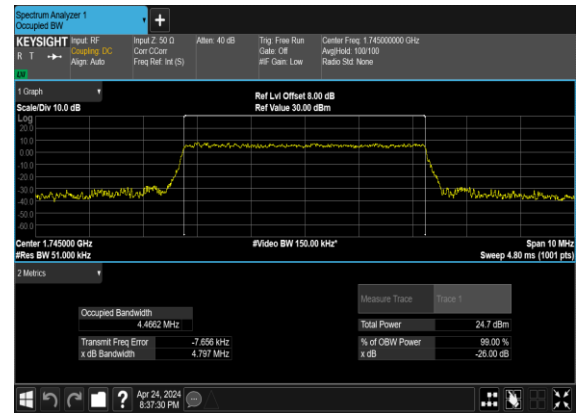 Spectrum Analyzer 1
Occupied BW
+
KEYSIGHT
R T
LXI
Input: RF
Coupling: DC
Align: Auto
Input Z: 50 Ω
Corr CCorr
Freq Ref: Int (S)
Atten: 40 dB
Trig: Free Run
Gate: Off
#IF Gain: Low
Center Freq: 1.745000000 GHz
Avg|Hold: 100/100
Radio Std: None
1 Graph
Scale/Div 10.0 dB
Ref Lvl Offset 8.00 dB
Ref Value 30.00 dBm
Log
20.0
10.0
0.00
-10.0
-20.0
-30.0
-40.0
-50.0
-60.0
Center 1.745000 GHz
#Res BW 51.000 kHz
#Video BW 150.00 kHz*
Span 10 MHz
Sweep 4.80 ms (1001 pts)
2 Metrics
Measure Trace Trace 1
Occupied Bandwidth
4.4662 MHz
Total Power 24.7 dBm
Transmit Freq Error -7.656 kHz
x dB Bandwidth 4.797 MHz
% of OBW Power 99.00 %
x dB -26.00 dB
?
Apr 24, 2024
8:37:30 PM